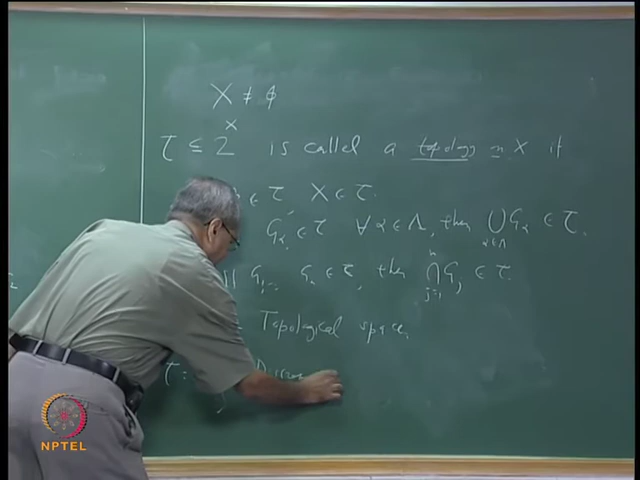 X ≠ φ
τ ⊆ 2^X is called a topology on X if
∈ τ, X ∈ τ.
G_α ∈ τ ∀ α ∈ Λ, then ⋃_{α∈Λ} G_α ∈ τ.
G_1, ... G_n ∈ τ, then ⋂_{j=1}^{n} G_j ∈ τ.
Topological space.
τ =
NPTEL